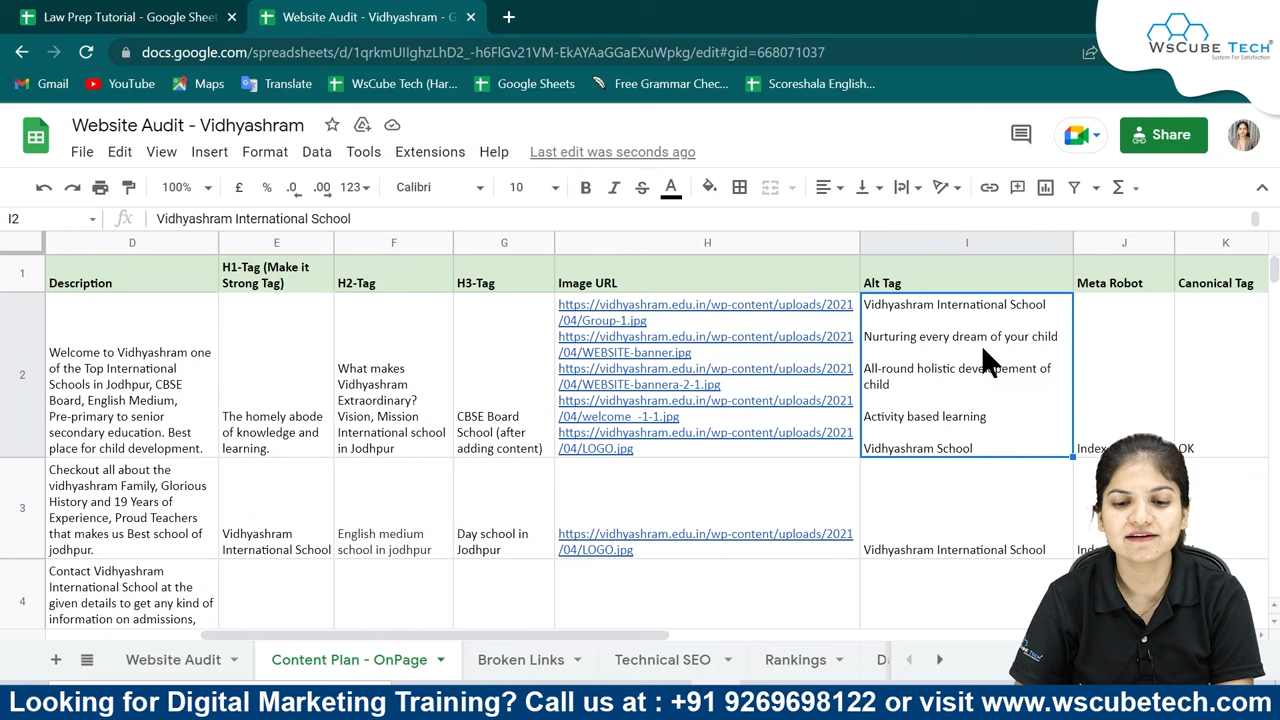 Law Prep Tutorial - Google Sheet
Website Audit - Vidhyashram - G
docs.google.com/spreadsheets/d/1qrkmUIIghzLhD2_-h6FlGv21VM-EkAYAaGGaEXuWpkg/edit#gid=668071037
WSCUBE TECH
System For Satisfaction
Gmail YouTube Maps Translate WsCube Tech (Har... Google Sheets Free Grammar Chec... Scoreshala English...
Website Audit - Vidhyashram
File Edit View Insert Format Data Tools Extensions Help Last edit was seconds ago
Share
100% £ % .0 .00 123 Calibri 10 B I S A Σ
I2 fx Vidhyashram International School
D E F G H I J K
1
Description
H1-Tag (Make it
Strong Tag)
H2-Tag
H3-Tag
Image URL
Alt Tag
Meta Robot
Canonical Tag
2
Welcome to Vidhyashram one
of the Top International
Schools in Jodhpur, CBSE
Board, English Medium,
Pre-primary to senior
secondary education. Best
place for child development.
The homely abode
of knowledge and
learning.
What makes
Vidhyashram
Extraordinary?
Vision, Mission
International school
in Jodhpur
CBSE Board
School (after
adding content)
https://vidhyashram.edu.in/wp-content/uploads/2021
/04/Group-1.jpg
https://vidhyashram.edu.in/wp-content/uploads/2021
/04/WEBSITE-banner.jpg
https://vidhyashram.edu.in/wp-content/uploads/2021
/04/WEBSITE-bannera-2-1.jpg
https://vidhyashram.edu.in/wp-content/uploads/2021
/04/welcome_-1-1.jpg
https://vidhyashram.edu.in/wp-content/uploads/2021
/04/LOGO.jpg
Vidhyashram International School
Nurturing every dream of your child
All-round holistic development of
child
Activity based learning
Vidhyashram School
Index
OK
3
Checkout all about the
vidhyashram Family, Glorious
History and 19 Years of
Experience, Proud Teachers
that makes us Best school of
jodhpur.
Vidhyashram
International School
English medium
school in jodhpur
Day school in
Jodhpur
https://vidhyashram.edu.in/wp-content/uploads/2021
/04/LOGO.jpg
Vidhyashram International School
4
Contact Vidhyashram
International School at the
given details to get any kind of
information on admissions,
Website Audit Content Plan - OnPage Broken Links Technical SEO Rankings
Looking for Digital Marketing Training? Call us at : +91 9269698122 or visit www.wscubetech.com